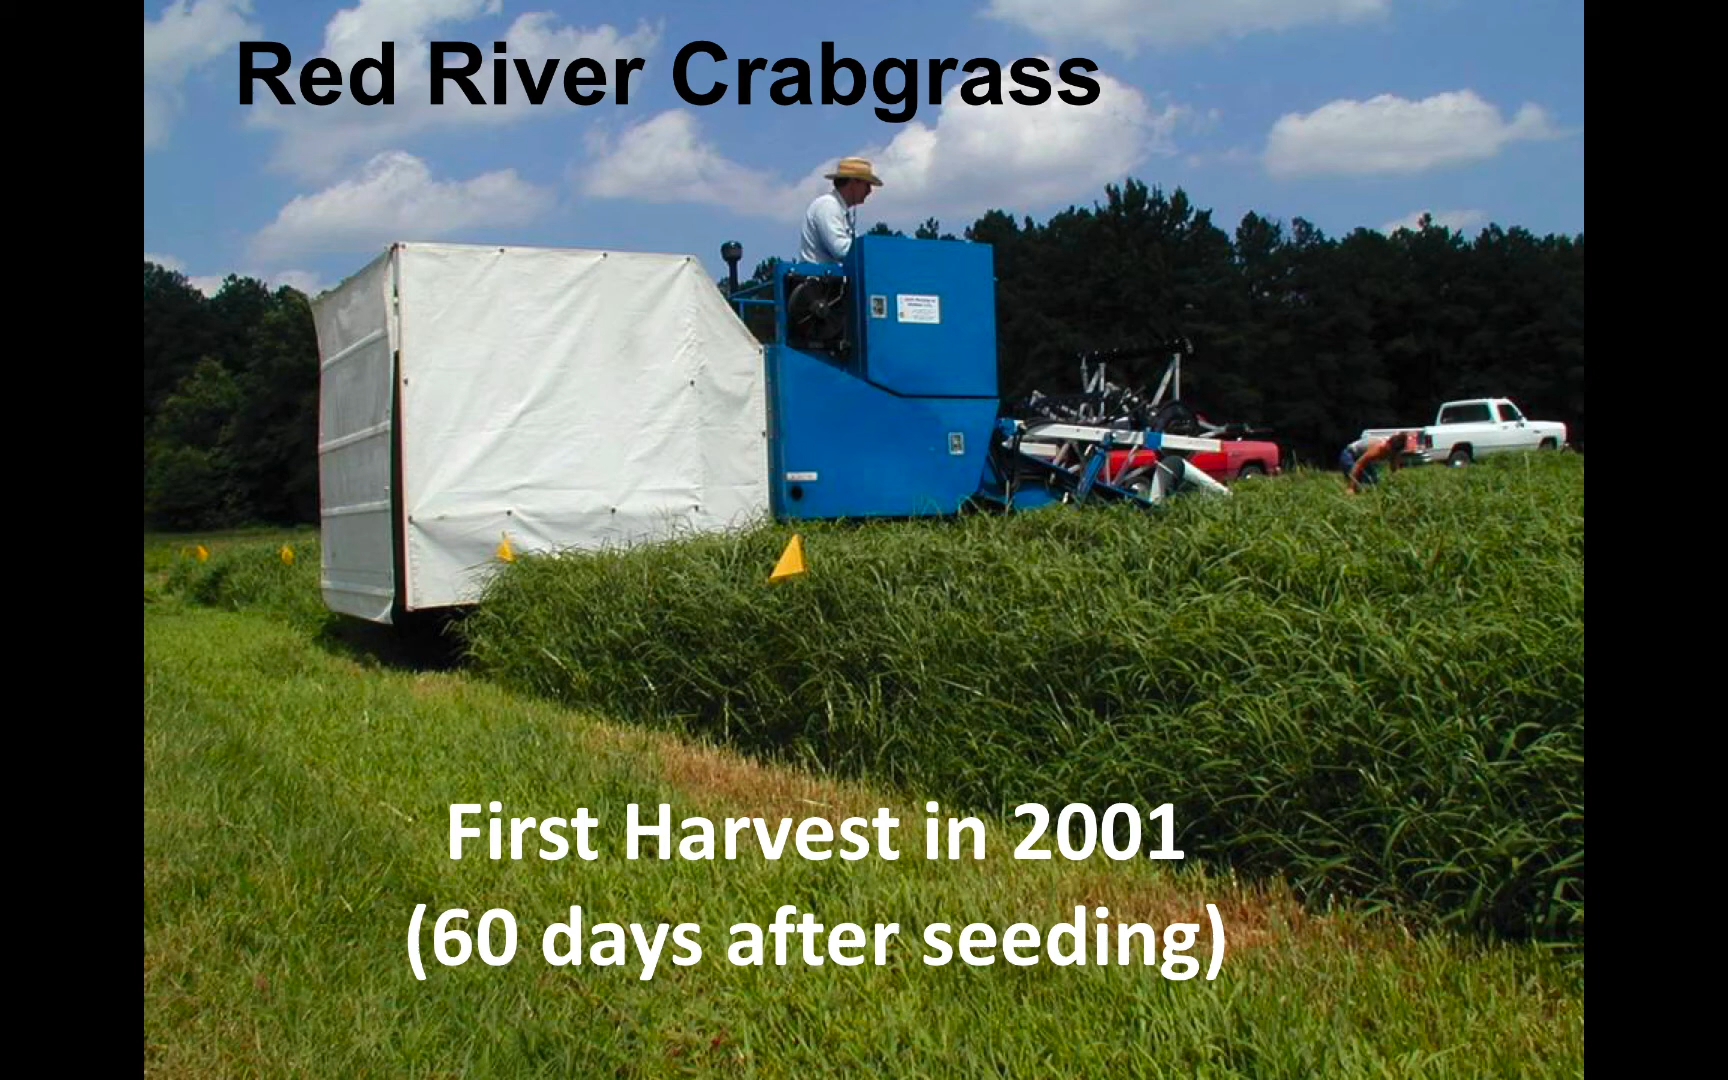 Red River Crabgrass
First Harvest in 2001
(60 days after seeding)